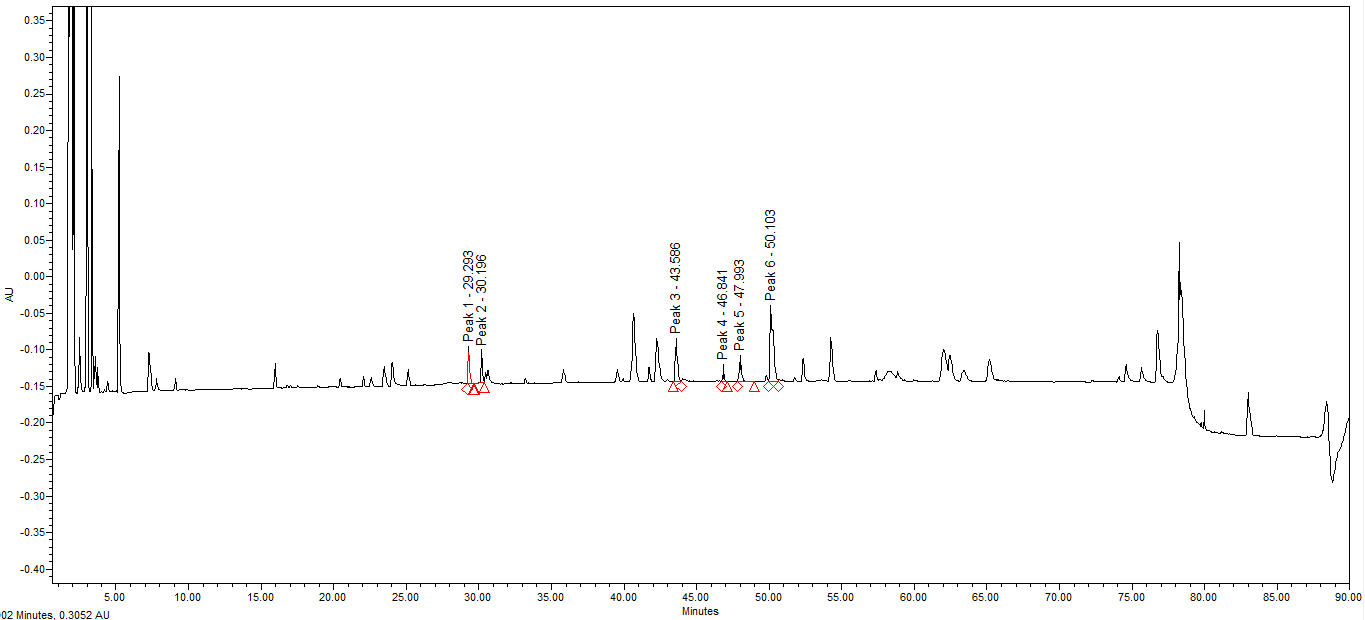 0.35
0.30
0.25
0.20
0.15
0.10
0.05
0.00
-0.05
-0.10
-0.15
-0.20
-0.25
-0.30
-0.35
-0.40
AU
Peak 1 - 29.293
Peak 2 - 30.196
Peak 3 - 43.586
Peak 4 - 46.841
Peak 5 - 47.993
Peak 6 - 50.103
5.00 10.00 15.00 20.00 25.00 30.00 35.00 40.00 45.00 50.00 55.00 60.00 65.00 70.00 75.00 80.00 85.00 90.00
Minutes
02 Minutes, 0.3052 AU